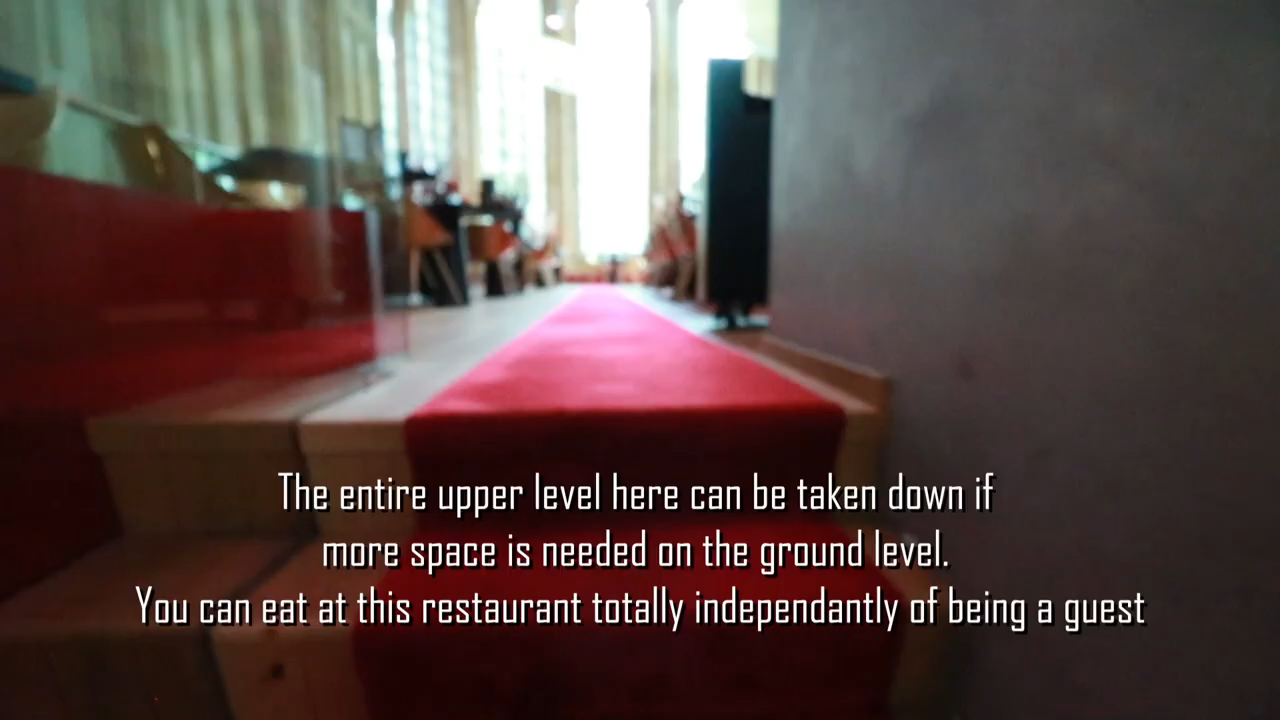 The entire upper level here can be taken down if
more space is needed on the ground level.
You can eat at this restaurant totally independantly of being a guest